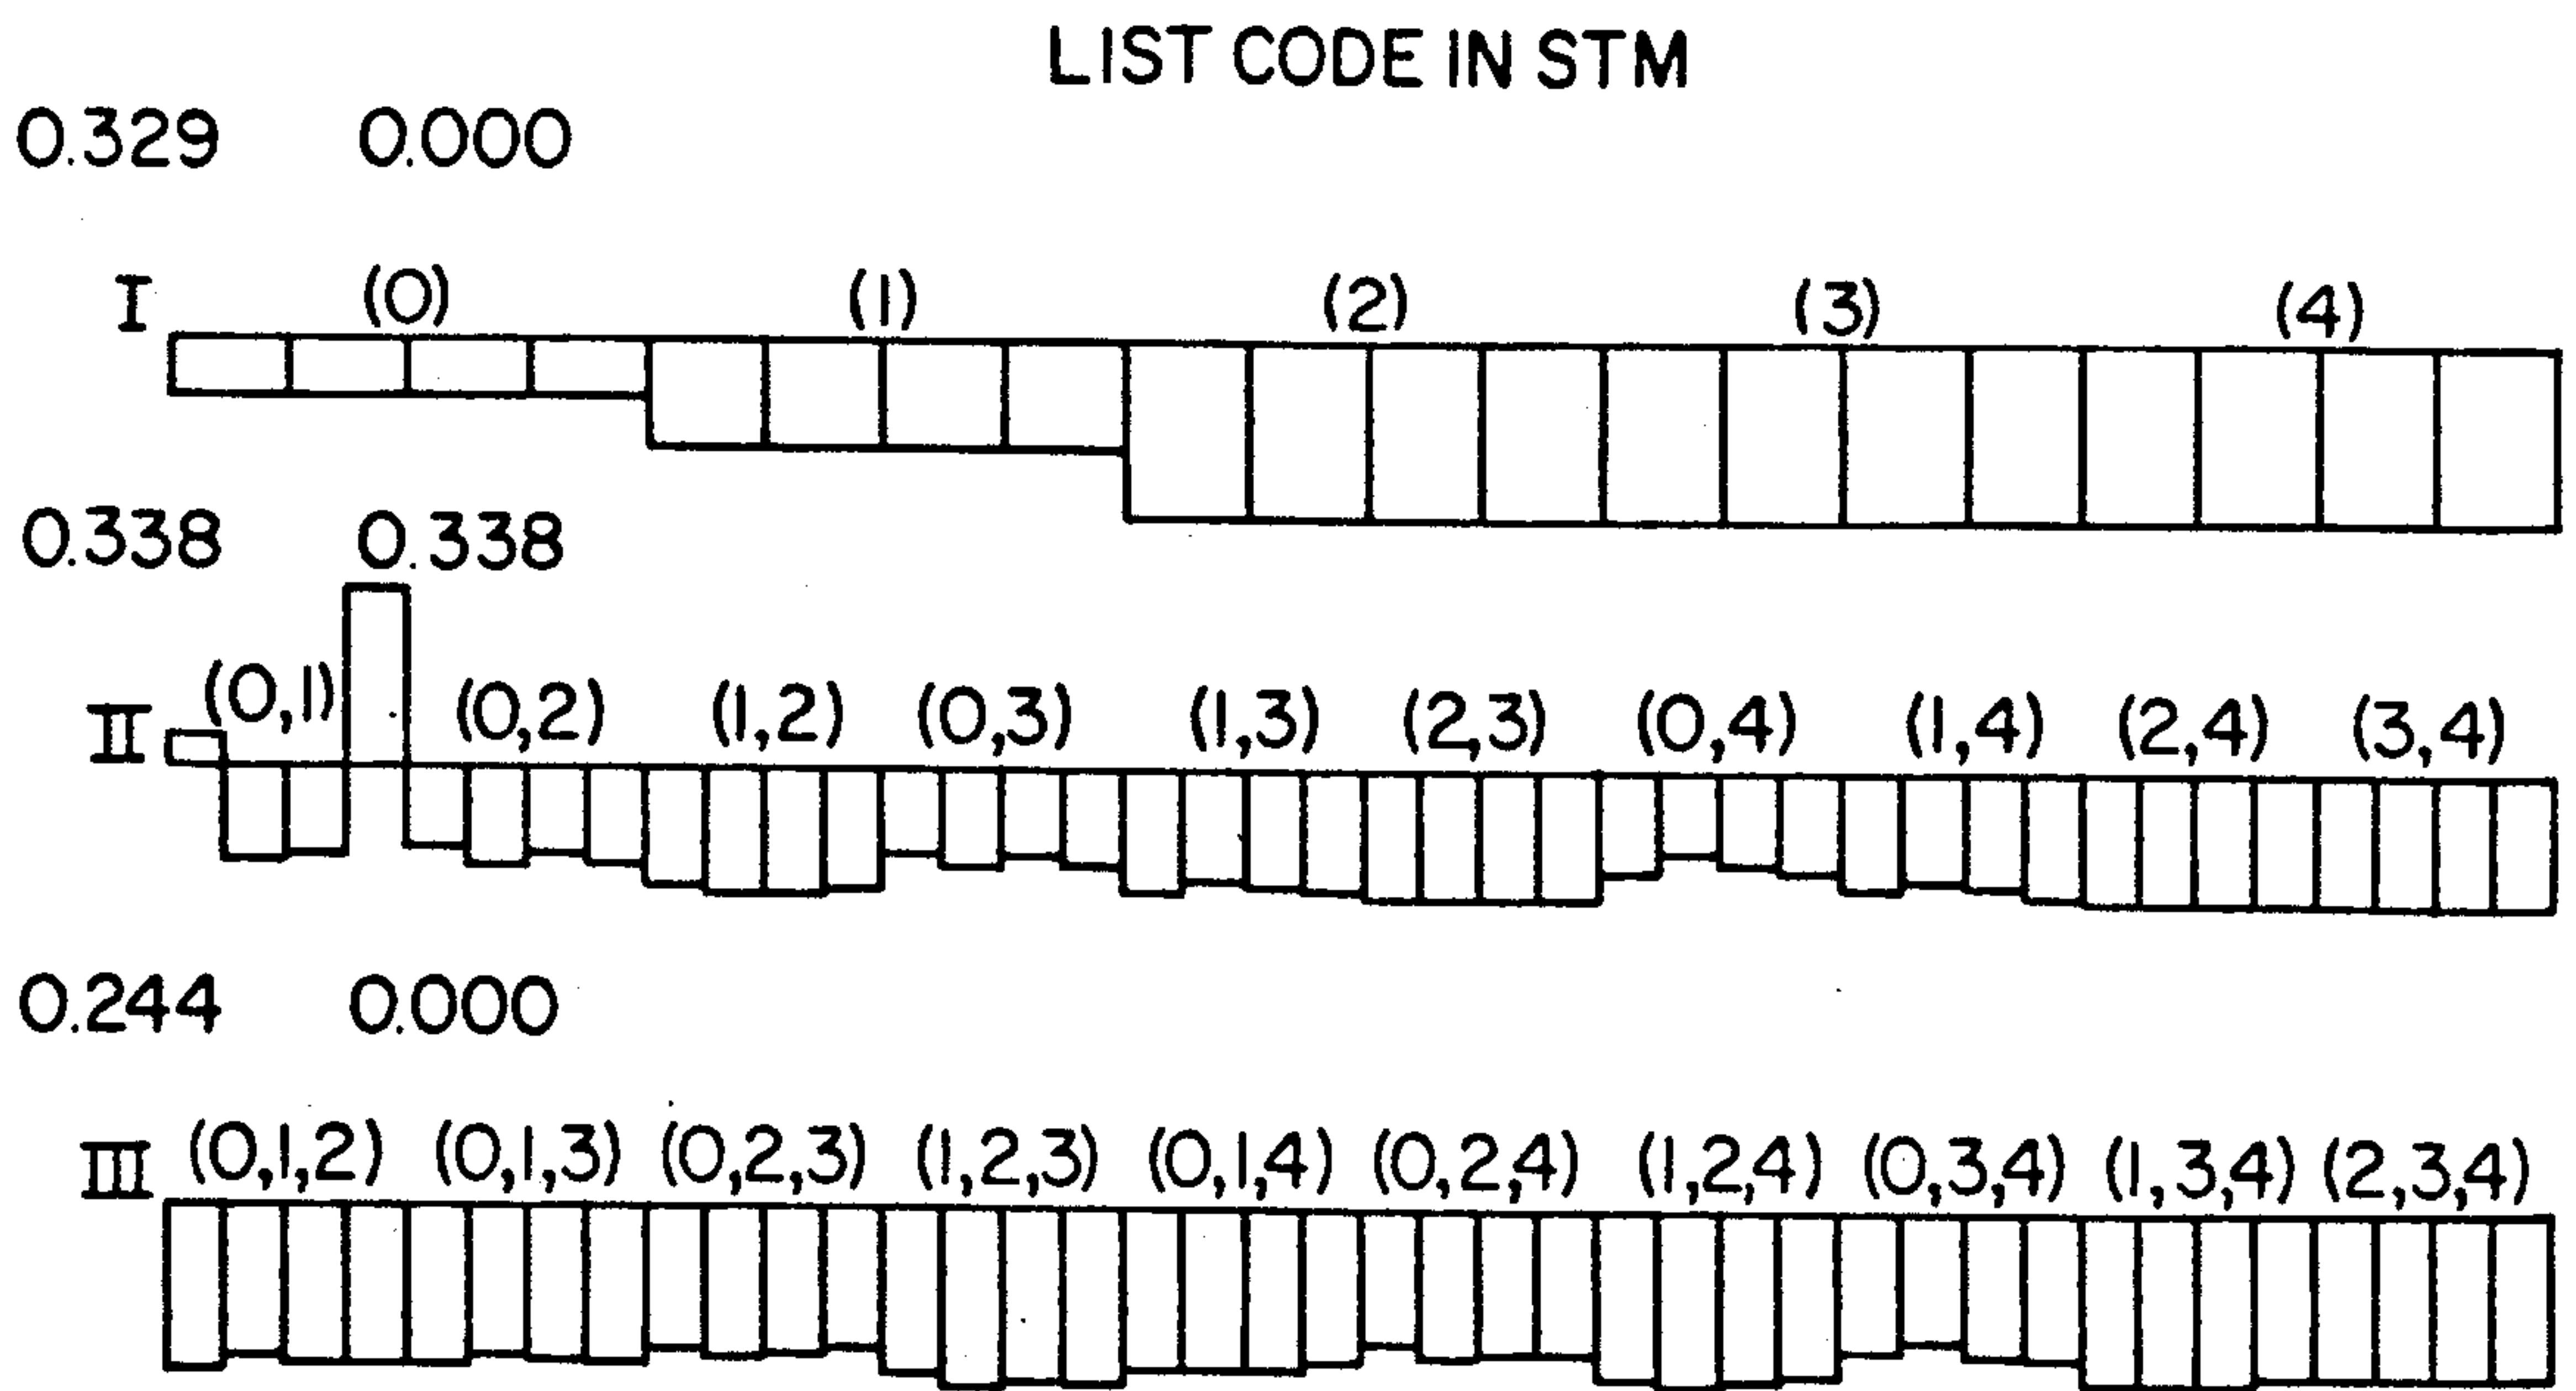 LIST CODE IN STM
0.329 0.000
I (0) (1) (2) (3) (4)
0.338 0.338
II (0,1) (0,2) (1,2) (0,3) (1,3) (2,3) (0,4) (1,4) (2,4) (3,4)
0.244 0.000
III (0,1,2) (0,1,3) (0,2,3) (1,2,3) (0,1,4) (0,2,4) (1,2,4) (0,3,4) (1,3,4) (2,3,4)